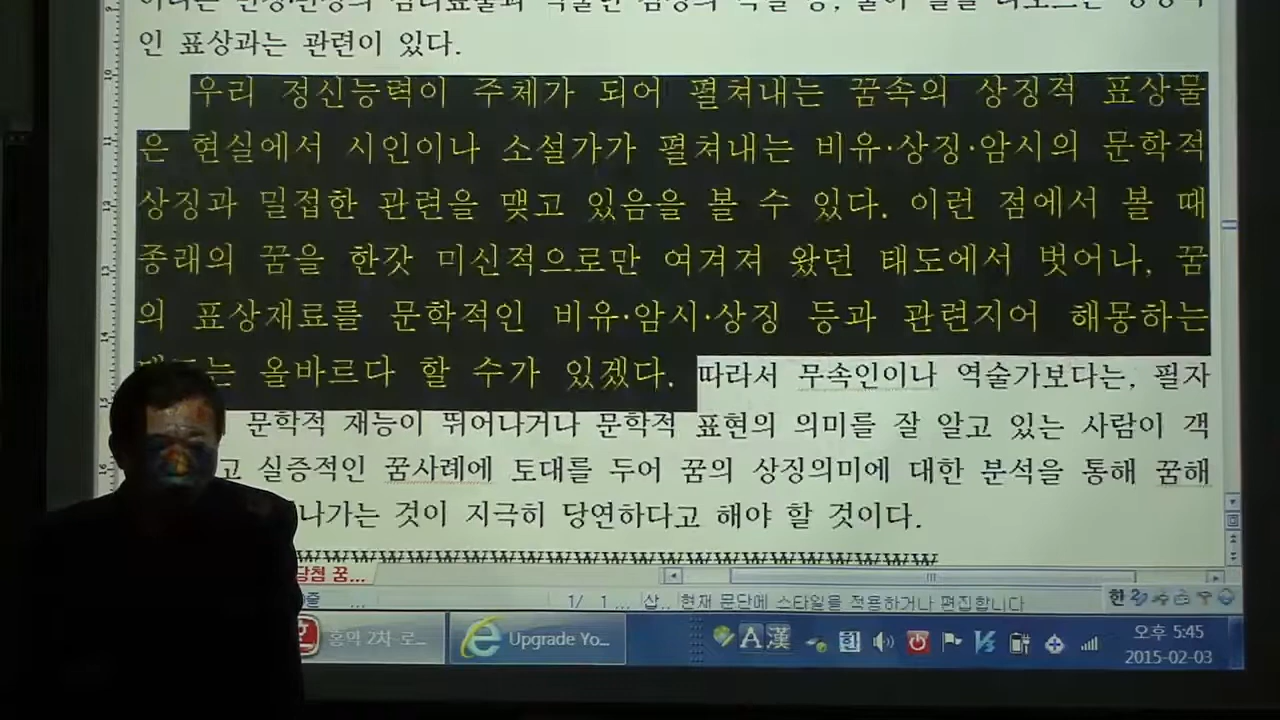 인 표상과는 관련이 있다.
우리 정신능력이 주체가 되어 펼쳐내는 꿈속의 상징적 표상물
은 현실에서 시인이나 소설가가 펼쳐내는 비유·상징·암시의 문학적
상징과 밀접한 관련을 맺고 있음을 볼 수 있다. 이런 점에서 볼 때
종래의 꿈을 한갓 미신적으로만 여겨져 왔던 태도에서 벗어나, 꿈
의 표상재료를 문학적인 비유·암시·상징 등과 관련지어 해몽하는
는 올바르다 할 수가 있겠다. 따라서 무속인이나 역술가보다는, 필자
문학적 재능이 뛰어나거나 문학적 표현의 의미를 잘 알고 있는 사람이 객
고 실증적인 꿈사례에 토대를 두어 꿈의 상징의미에 대한 분석을 통해 꿈해
나가는 것이 지극히 당연하다고 해야 할 것이다.
당첨 꿈...
줄 ... 1/ 1 ... 삽.. 현재 문단에 스타일을 적용하거나 편집합니다
한
홍익 2차-로... Upgrade Yo... A 漢 한 오후 5:45
2015-02-03